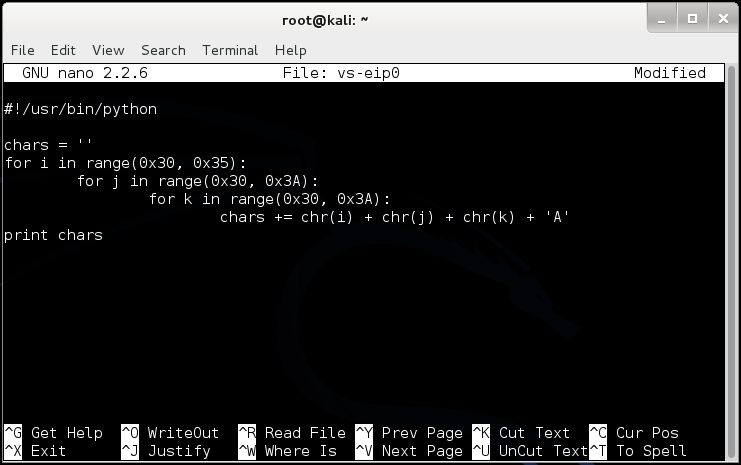 root@kali: ~
File Edit View Search Terminal Help
GNU nano 2.2.6 File: vs-eip0 Modified
#!/usr/bin/python
chars = ''
for i in range(0x30, 0x35):
        for j in range(0x30, 0x3A):
                for k in range(0x30, 0x3A):
                        chars += chr(i) + chr(j) + chr(k) + 'A'
print chars
^G Get Help ^O WriteOut ^R Read File ^Y Prev Page ^K Cut Text ^C Cur Pos
^X Exit ^J Justify ^W Where Is ^V Next Page ^U UnCut Text ^T To Spell